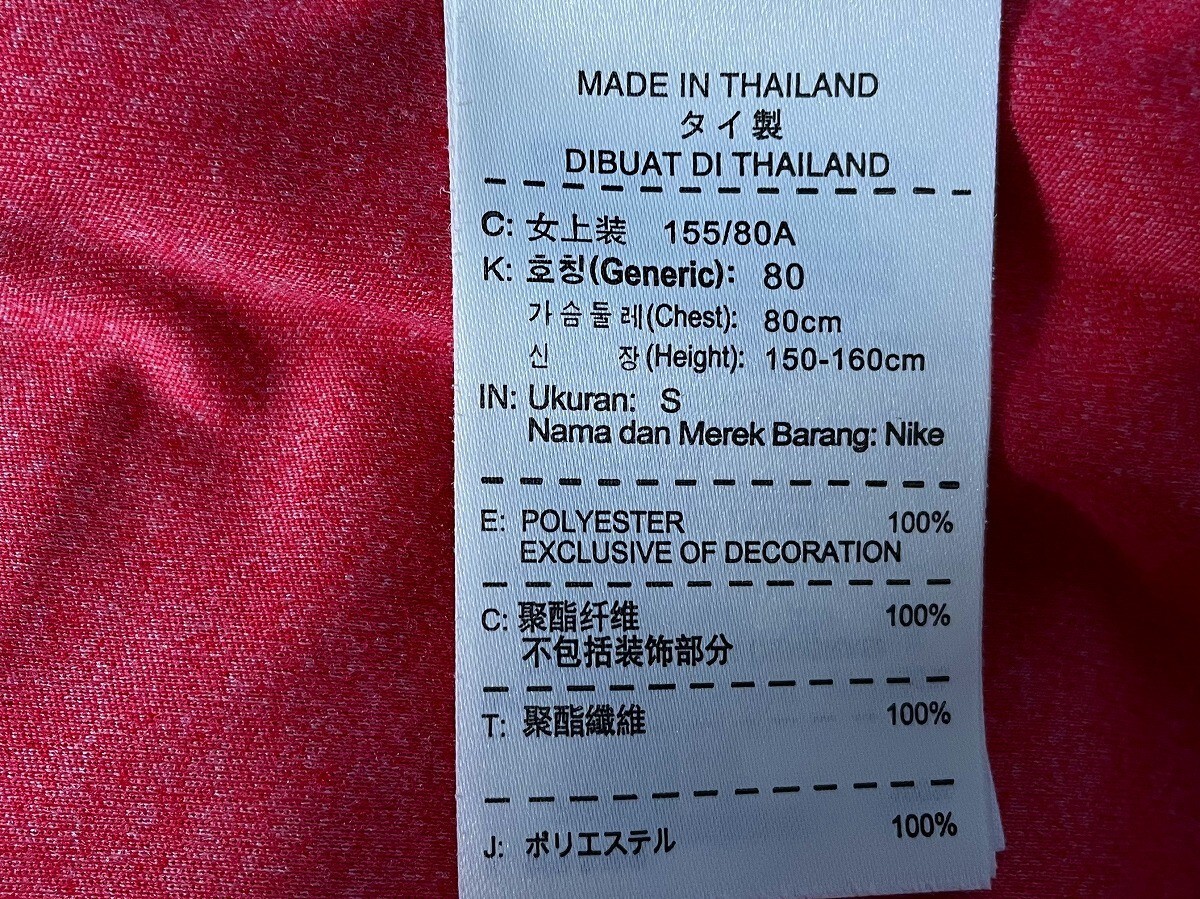 MADE IN THAILAND
タイ製
DIBUAT DI THAILAND
C: 女上装 155/80A
K: 호칭(Generic): 80
가슴둘레(Chest): 80cm
신 장(Height): 150-160cm
IN: Ukuran: S
Nama dan Merek Barang: Nike
E: POLYESTER 100%
EXCLUSIVE OF DECORATION
C: 聚酯纤维 100%
不包括装饰部分
T: 聚酯纖維 100%
J: ポリエステル 100%